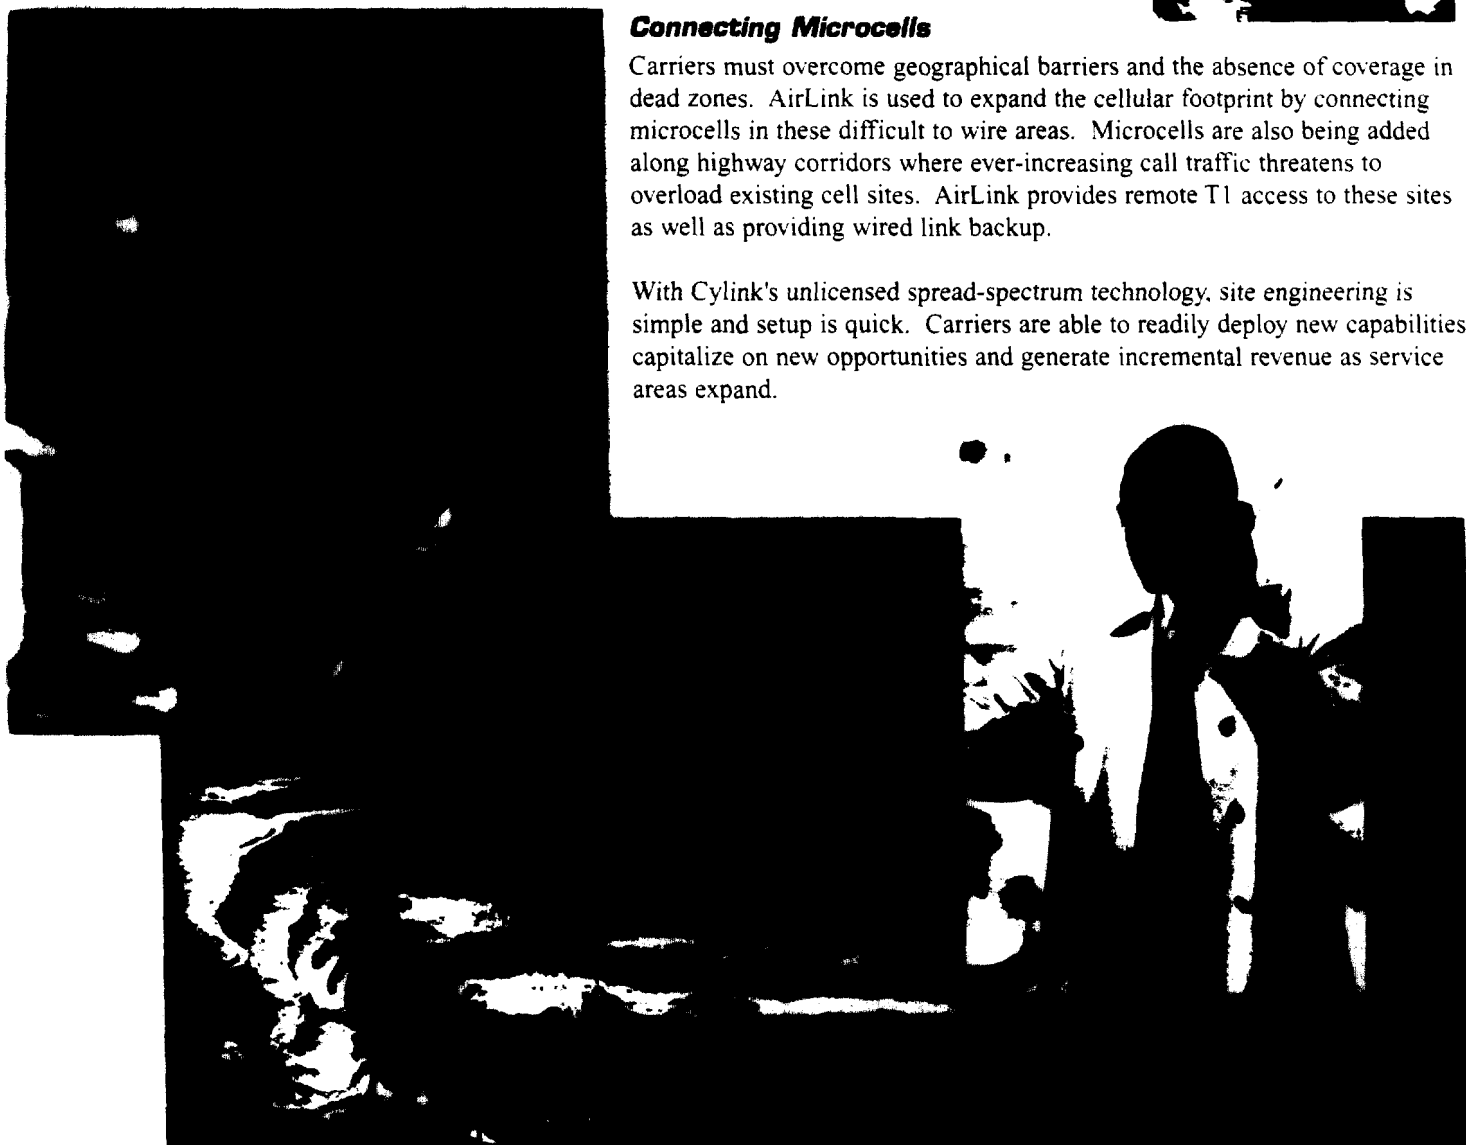 Connecting Microcells
Carriers must overcome geographical barriers and the absence of coverage in
dead zones. AirLink is used to expand the cellular footprint by connecting
microcells in these difficult to wire areas. Microcells are also being added
along highway corridors where ever-increasing call traffic threatens to
overload existing cell sites. AirLink provides remote T1 access to these sites
as well as providing wired link backup.
With Cylink's unlicensed spread-spectrum technology, site engineering is
simple and setup is quick. Carriers are able to readily deploy new capabilities
capitalize on new opportunities and generate incremental revenue as service
areas expand.